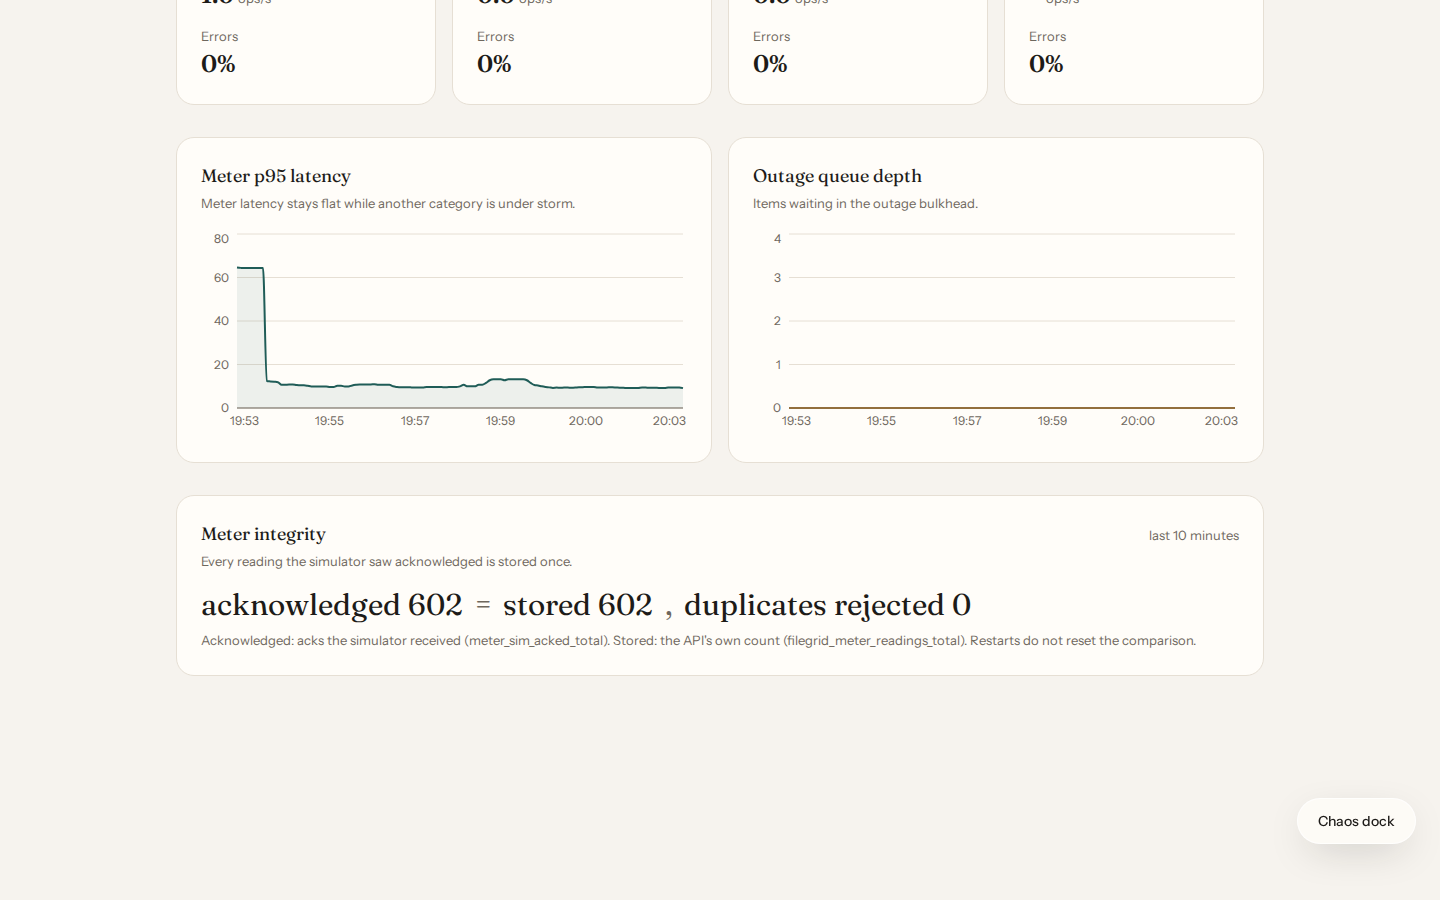 Errors
0%
Errors
0%
Errors
0%
Errors
0%
Meter p95 latency
Meter latency stays flat while another category is under storm.
80
60
40
20
0
19:53 19:55 19:57 19:59 20:00 20:03
Outage queue depth
Items waiting in the outage bulkhead.
4
3
2
1
0
19:53 19:55 19:57 19:59 20:00 20:03
Meter integrity
last 10 minutes
Every reading the simulator saw acknowledged is stored once.
acknowledged 602 = stored 602 , duplicates rejected 0
Acknowledged: acks the simulator received (meter_sim_acked_total). Stored: the API's own count (filegrid_meter_readings_total). Restarts do not reset the comparison.
Chaos dock